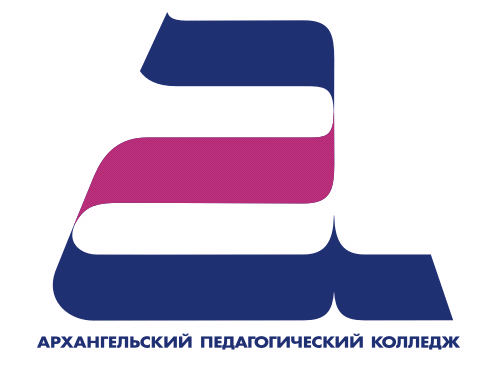 а
АРХАНГЕЛЬСКИЙ ПЕДАГОГИЧЕСКИЙ КОЛЛЕДЖ